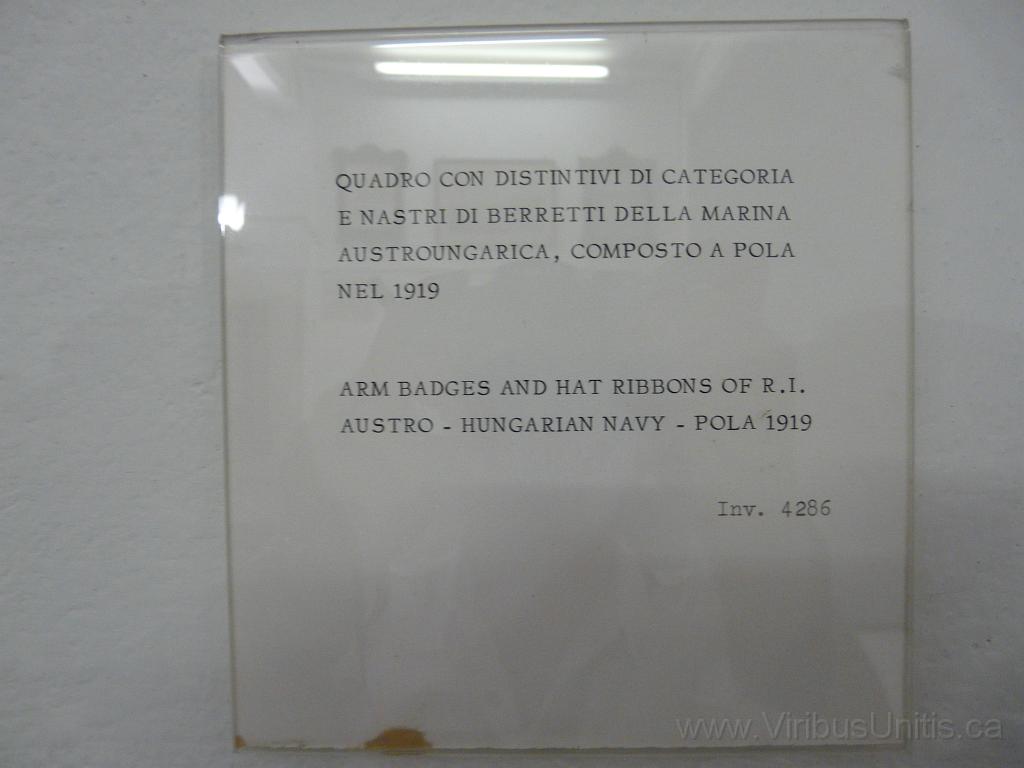 QUADRO CON DISTINTIVI DI CATEGORIA
E NASTRI DI BERRETTI DELLA MARINA
AUSTROUNGARICA, COMPOSTO A POLA
NEL 1919
ARM BADGES AND HAT RIBBONS OF R.I.
AUSTRO - HUNGARIAN NAVY - POLA 1919
Inv. 4286
www.ViribusUnitis.ca